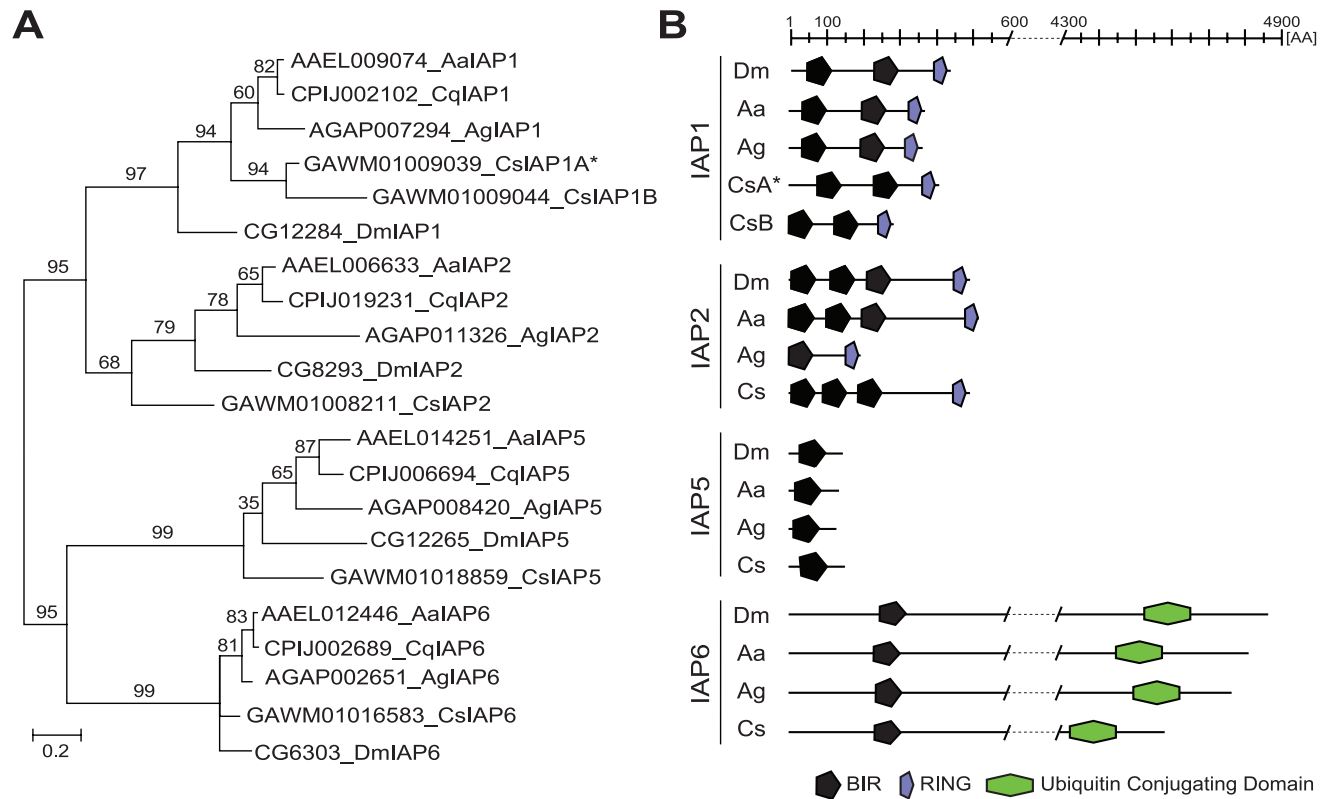 A
82
AAEL009074_AaIAP1
CPIJ002102_CqIAP1
60
AGAP007294_AgIAP1
94
GAWM01009039_CsIAP1A*
94
GAWM01009044_CsIAP1B
97
CG12284_DmIAP1
95
AAEL006633_AaIAP2
65
CPIJ019231_CqIAP2
78
AGAP011326_AgIAP2
79
CG8293_DmIAP2
68
GAWM01008211_CsIAP2
AAEL014251_AaIAP5
87
CPIJ006694_CqIAP5
65
AGAP008420_AgIAP5
35
CG12265_DmIAP5
99
GAWM01018859_CsIAP5
95
AAEL012446_AaIAP6
83
CPIJ002689_CqIAP6
81
AGAP002651_AgIAP6
99
GAWM01016583_CsIAP6
CG6303_DmIAP6
0.2
B
1 100 600 4300 4900
[AA]
IAP1
Dm
Aa
Ag
CsA*
CsB
IAP2
Dm
Aa
Ag
Cs
IAP5
Dm
Aa
Ag
Cs
IAP6
Dm
Aa
Ag
Cs
BIR RING Ubiquitin Conjugating Domain